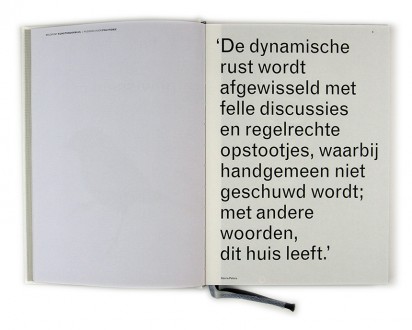 ‘De dynamische
rust wordt
afgewisseld met
felle discussies
en regelrechte
opstootjes, waarbij
handgemeen niet
geschuwd wordt;
met andere
woorden,
dit huis leeft.’